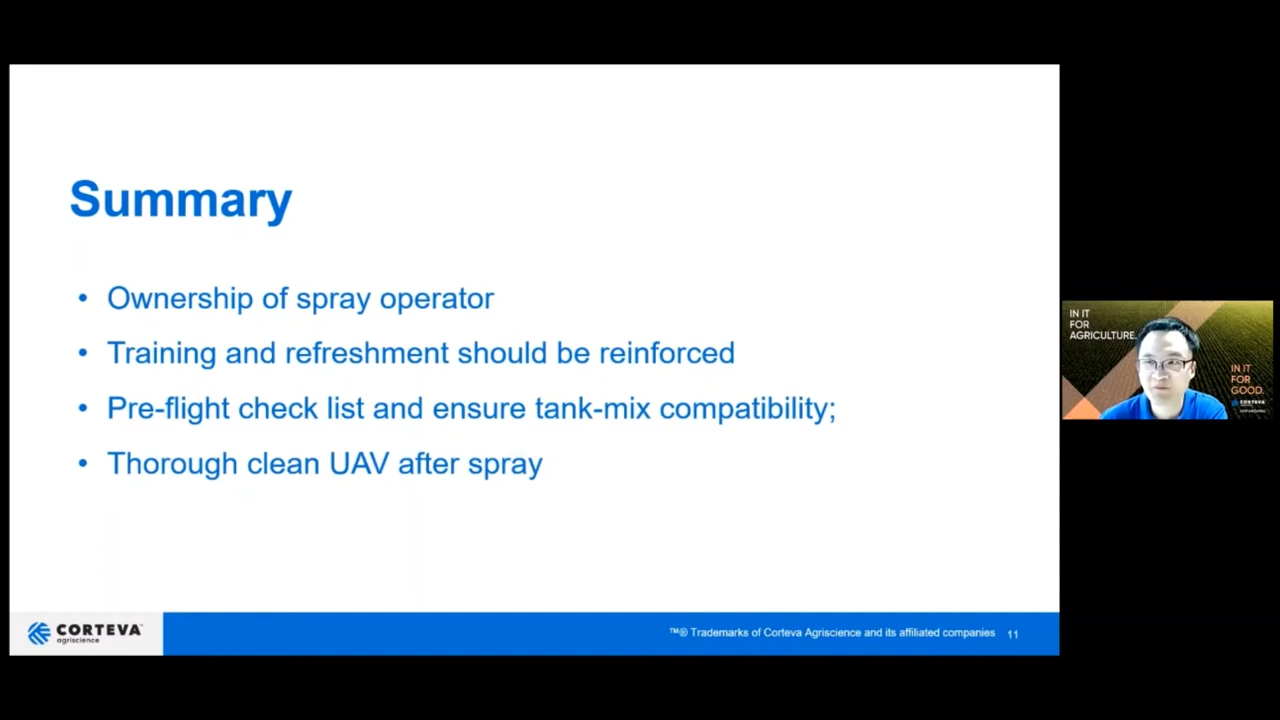 Summary
• Ownership of spray operator
• Training and refreshment should be reinforced
• Pre-flight check list and ensure tank-mix compatibility;
• Thorough clean UAV after spray
CORTEVA™
agriscience
™® Trademarks of Corteva Agriscience and its affiliated companies
11
IN IT
FOR
AGRICULTURE.
IN IT
FOR
GOOD.
CORTEVA